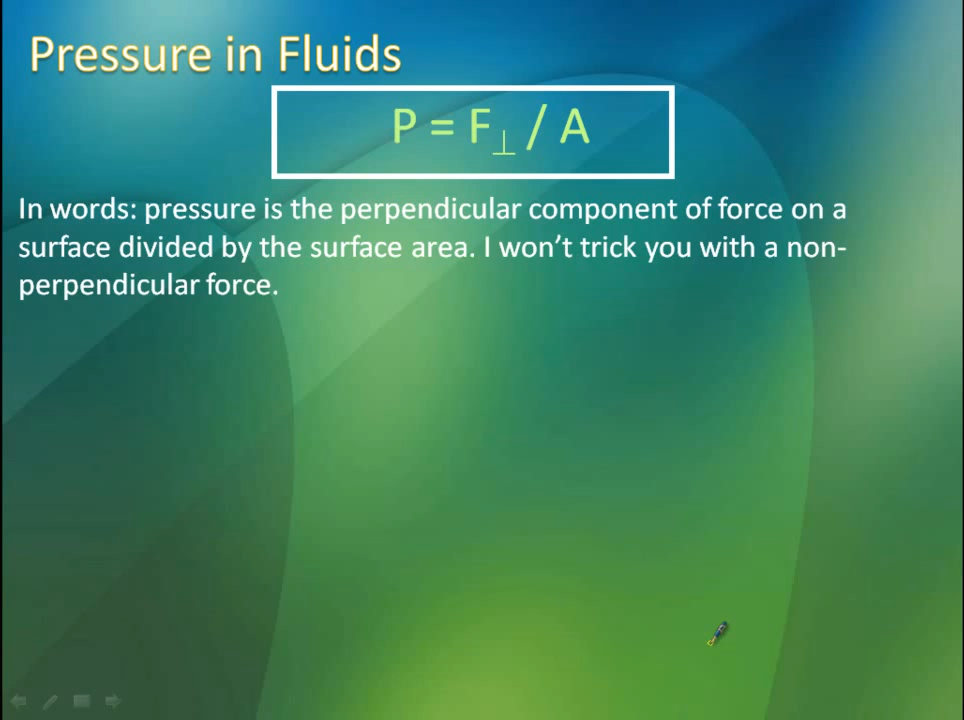 Pressure in Fluids
P = F⊥ / A
In words: pressure is the perpendicular component of force on a
surface divided by the surface area. I won’t trick you with a non-
perpendicular force.